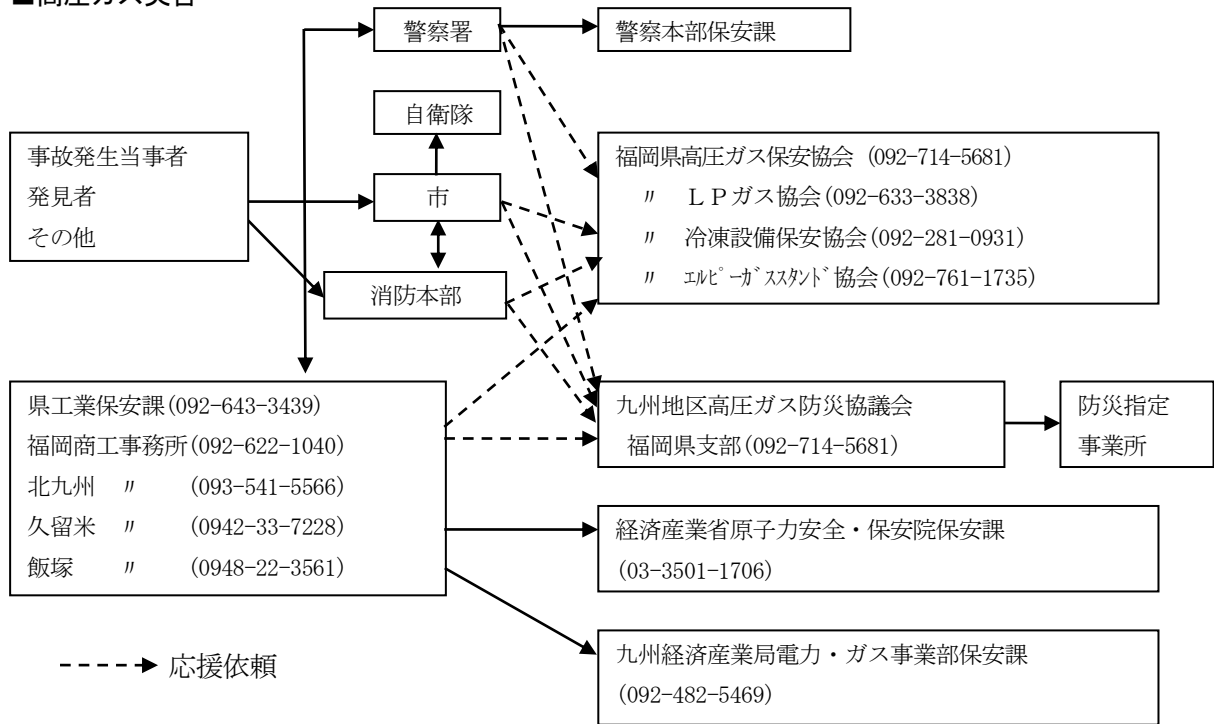 ■高圧ガス災害
警察署
警察本部保安課
自衛隊
事故発生当事者
発見者
その他
市
消防本部
福岡県高圧ガス保安協会 (092-714-5681)
〃 ＬＰガス協会(092-633-3838)
〃 冷凍設備保安協会(092-281-0931)
〃 ｴﾙﾋﾟｰｶﾞｽｽﾀﾝﾄﾞ協会(092-761-1735)
県工業保安課(092-643-3439)
福岡商工事務所(092-622-1040)
北九州 〃 (093-541-5566)
久留米 〃 (0942-33-7228)
飯塚 〃 (0948-22-3561)
九州地区高圧ガス防災協議会
福岡県支部(092-714-5681)
防災指定
事業所
経済産業省原子力安全・保安院保安課
(03-3501-1706)
九州経済産業局電力・ガス事業部保安課
(092-482-5469)
応援依頼